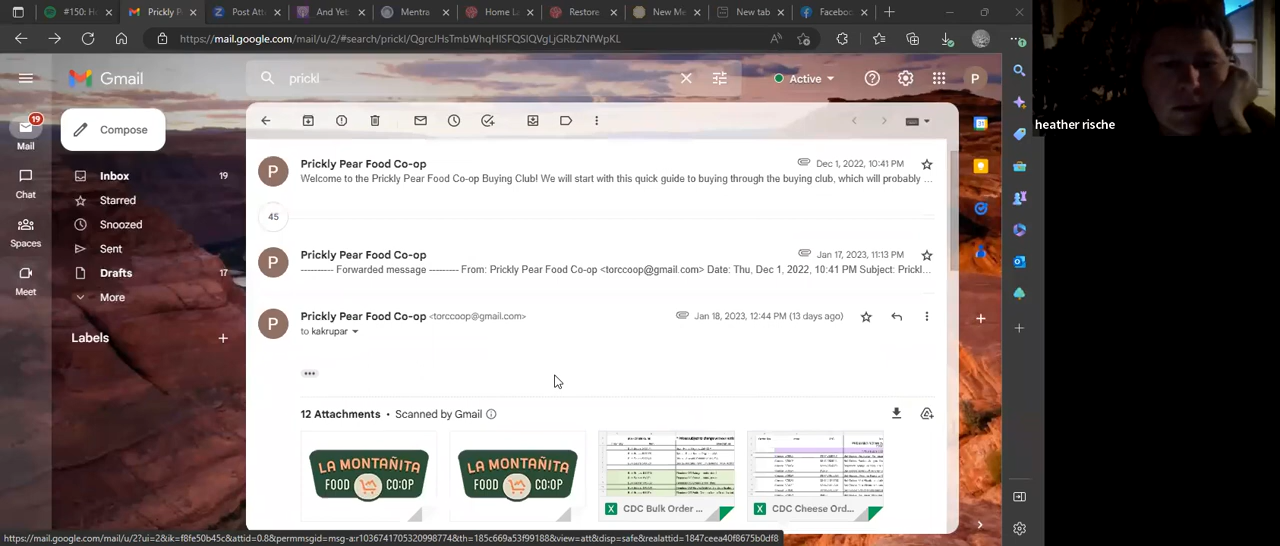 #150: H
Prickly P
Post Att
And Yet
Mentra
Home La
Restore
New Me
New tab
Faceboo
https://mail.google.com/mail/u/2/#search/prickl/QgrcJHsTmbWhqHISFQSlQVgLjGRbZNfWpKL
Gmail
prickl
Active
P
heather rische
19
Mail
Compose
Chat
Inbox 19
Starred
Spaces
Snoozed
Sent
Meet
Drafts 17
More
Labels
P
Prickly Pear Food Co-op Dec 1, 2022, 10:41 PM
Welcome to the Prickly Pear Food Co-op Buying Club! We will start with this quick guide to buying through the buying club, which will probably ...
45
P
Prickly Pear Food Co-op Jan 17, 2023, 11:13 PM
---------- Forwarded message --------- From: Prickly Pear Food Co-op <torccoop@gmail.com> Date: Thu, Dec 1, 2022, 10:41 PM Subject: Prickl...
P
Prickly Pear Food Co-op <torccoop@gmail.com> Jan 18, 2023, 12:44 PM (13 days ago)
to kakrupar
12 Attachments • Scanned by Gmail
LA MONTAÑITA
FOOD CO:OP
LA MONTAÑITA
FOOD CO:OP
CDC Bulk Order ...
CDC Cheese Ord...
https://mail.google.com/mail/u/2?ui=2&ik=f8fe50b45c&attid=0.8&permmsgid=msg-a:r1036741705320998774&th=185c669a53f99188&view=att&disp=safe&realattid=1847ceea40f8675b0df8